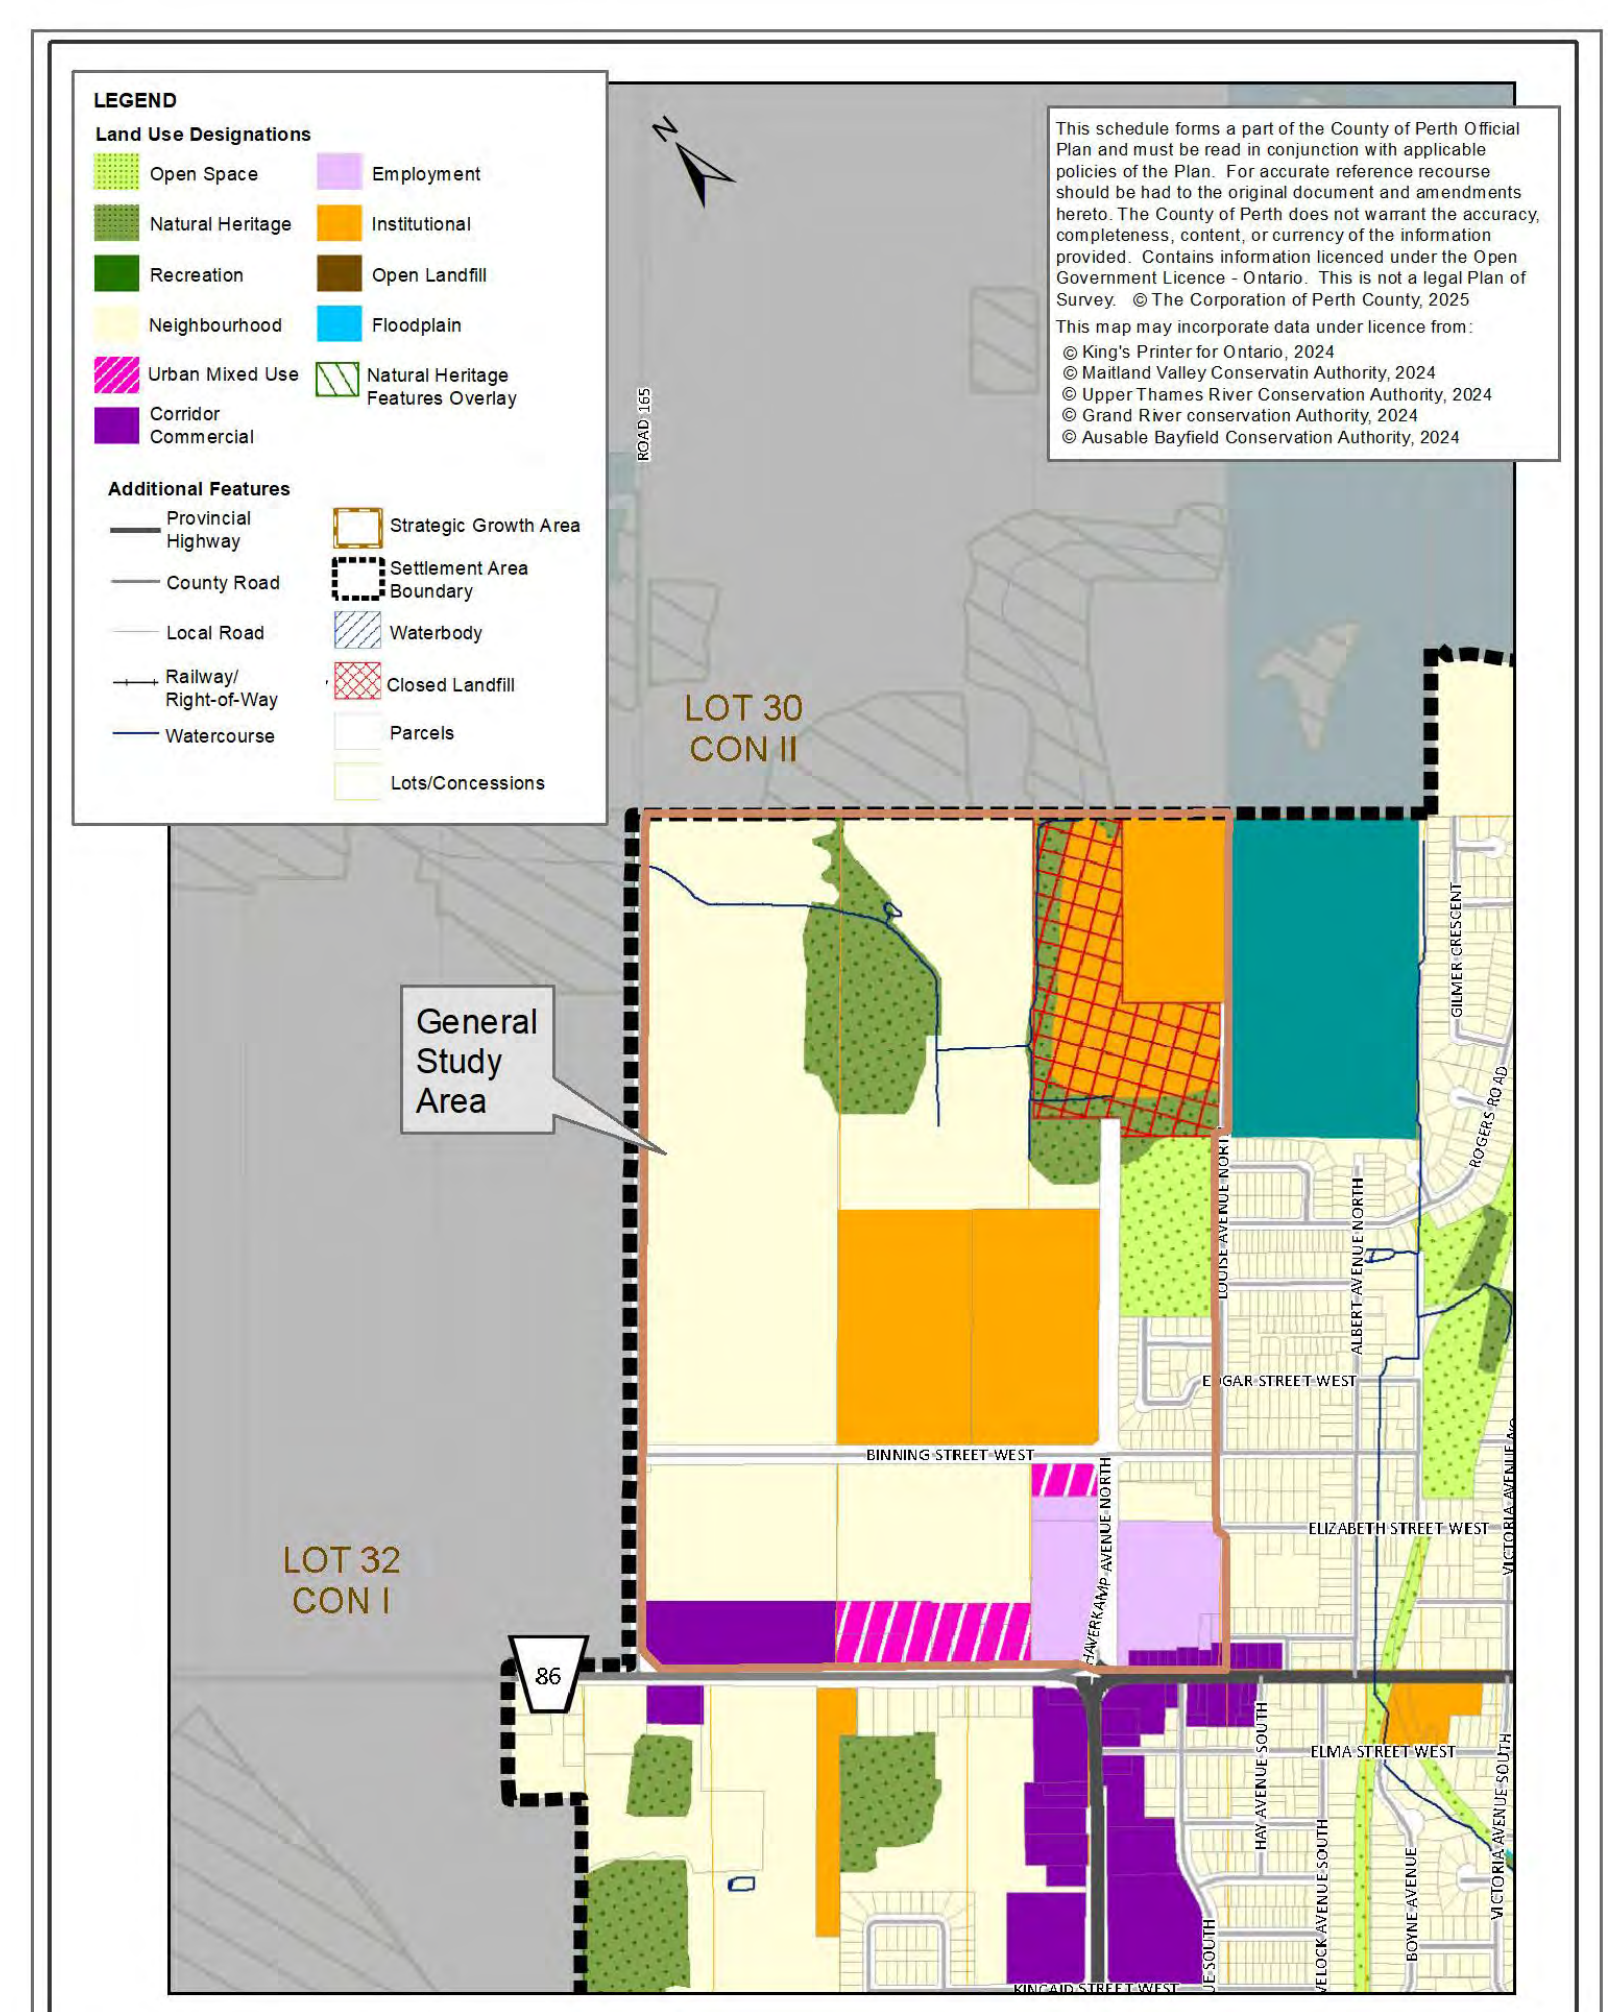 LEGEND
Land Use Designations
Open Space
Employment
Natural Heritage
Institutional
Recreation
Open Landfill
Neighbourhood
Floodplain
Urban Mixed Use
Natural Heritage
Features Overlay
Corridor
Commercial
Additional Features
Provincial
Highway
Strategic Growth Area
County Road
Settlement Area
Boundary
Local Road
Waterbody
Railway/
Right-of-Way
Closed Landfill
Watercourse
Parcels
Lots/Concessions
N
This schedule forms a part of the County of Perth Official
Plan and must be read in conjunction with applicable
policies of the Plan. For accurate reference recourse
should be had to the original document and amendments
hereto. The County of Perth does not warrant the accuracy,
completeness, content, or currency of the information
provided. Contains information licenced under the Open
Government Licence - Ontario. This is not a legal Plan of
Survey. © The Corporation of Perth County, 2025
This map may incorporate data under licence from:
© King's Printer for Ontario, 2024
© Maitland Valley Conservatin Authority, 2024
© Upper Thames River Conservation Authority, 2024
© Grand River conservation Authority, 2024
© Ausable Bayfield Conservation Authority, 2024
ROAD 165
LOT 30
CON II
GILMER CRESCENT
General
Study
Area
ROGERS ROAD
LOUISE AVENUE NORT
ALBERT AVENUE NORTH
EDGAR STREET WEST
BINNING STREET WEST
HAVERKAMP AVENUE NORTH
ELIZABETH STREET WEST
VICTORIA AVENUE
LOT 32
CON I
86
ELMA STREET WEST
HAY AVENUE SOUTH
VELOCK AVENUE SOUTH
BOYNE AVENUE
VICTORIA AVENUE SOUTH
UE SOUTH
KINCAID STREET WEST